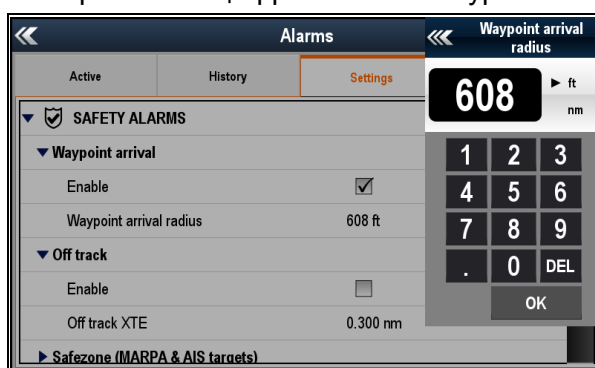 Alarms
Active History Settings
SAFETY ALARMS
Waypoint arrival
Enable
Waypoint arrival radius 608 ft
Off track
Enable
Off track XTE 0.300 nm
Safezone (MARPA & AIS targets)
Waypoint arrival
radius
608 ft
nm
1 2 3
4 5 6
7 8 9
. 0 DEL
OK